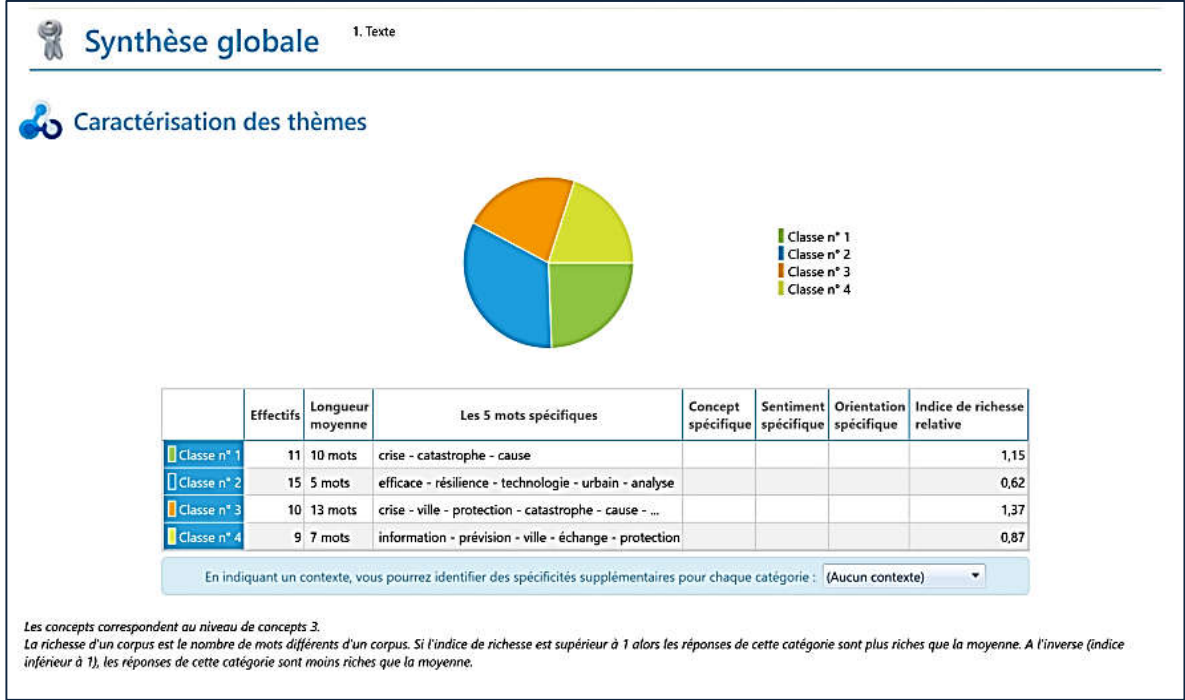 Synthèse globale 1. Texte
Caractérisation des thèmes
Classe n° 1
Classe n° 2
Classe n° 3
Classe n° 4
Effectifs Longueur moyenne Les 5 mots spécifiques Concept spécifique Sentiment spécifique Orientation spécifique Indice de richesse relative
Classe n° 1 11 10 mots crise - catastrophe - cause 1,15
Classe n° 2 15 5 mots efficace - résilience - technologie - urbain - analyse 0,62
Classe n° 3 10 13 mots crise - ville - protection - catastrophe - cause - ... 1,37
Classe n° 4 9 7 mots information - prévision - ville - échange - protection 0,87
En indiquant un contexte, vous pourrez identifier des spécificités supplémentaires pour chaque catégorie : (Aucun contexte)
Les concepts correspondent au niveau de concepts 3.
La richesse d'un corpus est le nombre de mots différents d'un corpus. Si l'indice de richesse est supérieur à 1 alors les réponses de cette catégorie sont plus riches que la moyenne. A l'inverse (indice
inférieur à 1), les réponses de cette catégorie sont moins riches que la moyenne.